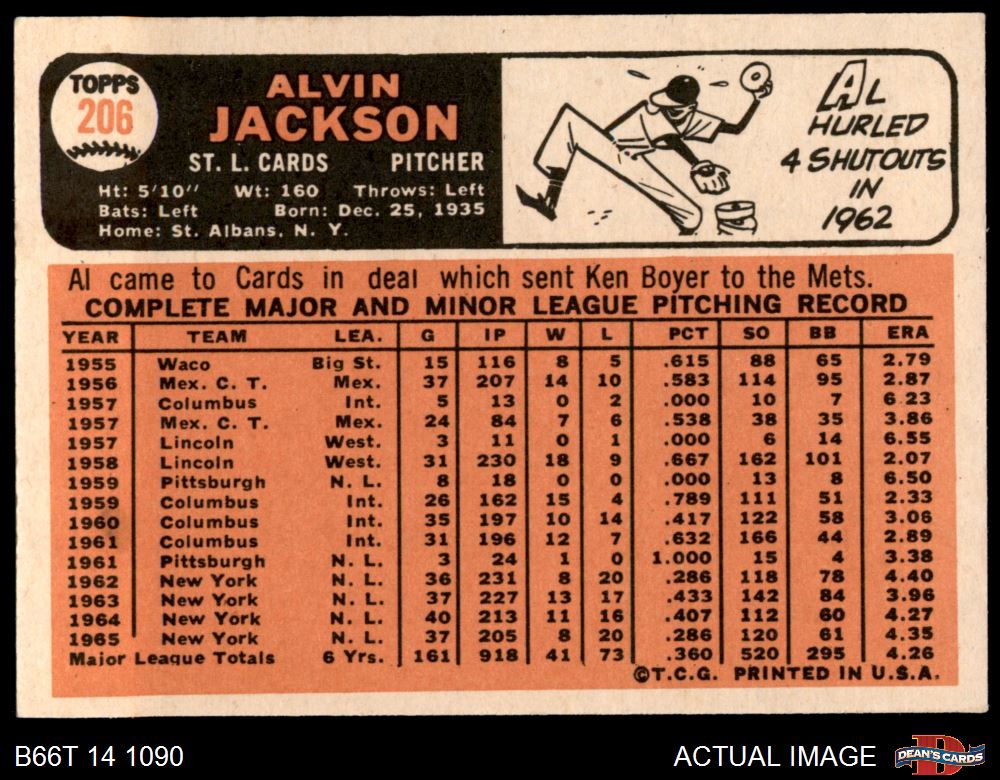 TOPPS
206
ALVIN
JACKSON
ST. L. CARDS PITCHER
Ht: 5'10" Wt: 160 Throws: Left
Bats: Left Born: Dec. 25, 1935
Home: St. Albans, N. Y.
AL
HURLED
4 SHUTOUTS
IN
1962
Al came to Cards in deal which sent Ken Boyer to the Mets.
COMPLETE MAJOR AND MINOR LEAGUE PITCHING RECORD
YEAR TEAM LEA. G IP W L PCT SO BB ERA
1955 Waco Big St. 15 116 8 5 .615 88 65 2.79
1956 Mex. C. T. Mex. 37 207 14 10 .583 114 95 2.87
1957 Columbus Int. 5 13 0 2 .000 10 7 6.23
1957 Mex. C. T. Mex. 24 84 7 6 .538 38 35 3.86
1957 Lincoln West. 3 11 0 1 .000 6 14 6.55
1958 Lincoln West. 31 230 18 9 .667 162 101 2.07
1959 Pittsburgh N. L. 8 18 0 0 .000 13 8 6.50
1959 Columbus Int. 26 162 15 4 .789 111 51 2.33
1960 Columbus Int. 35 197 10 14 .417 122 58 3.06
1961 Columbus Int. 31 196 12 7 .632 166 44 2.89
1961 Pittsburgh N. L. 3 24 1 0 1.000 15 4 3.38
1962 New York N. L. 36 231 8 20 .286 118 78 4.40
1963 New York N. L. 37 227 13 17 .433 142 84 3.96
1964 New York N. L. 40 213 11 16 .407 112 60 4.27
1965 New York N. L. 37 205 8 20 .286 120 61 4.35
Major League Totals 6 Yrs. 161 918 41 73 .360 520 295 4.26
©T.C.G. PRINTED IN U.S.A.
B66T 14 1090 ACTUAL IMAGE DEAN'S CARDS